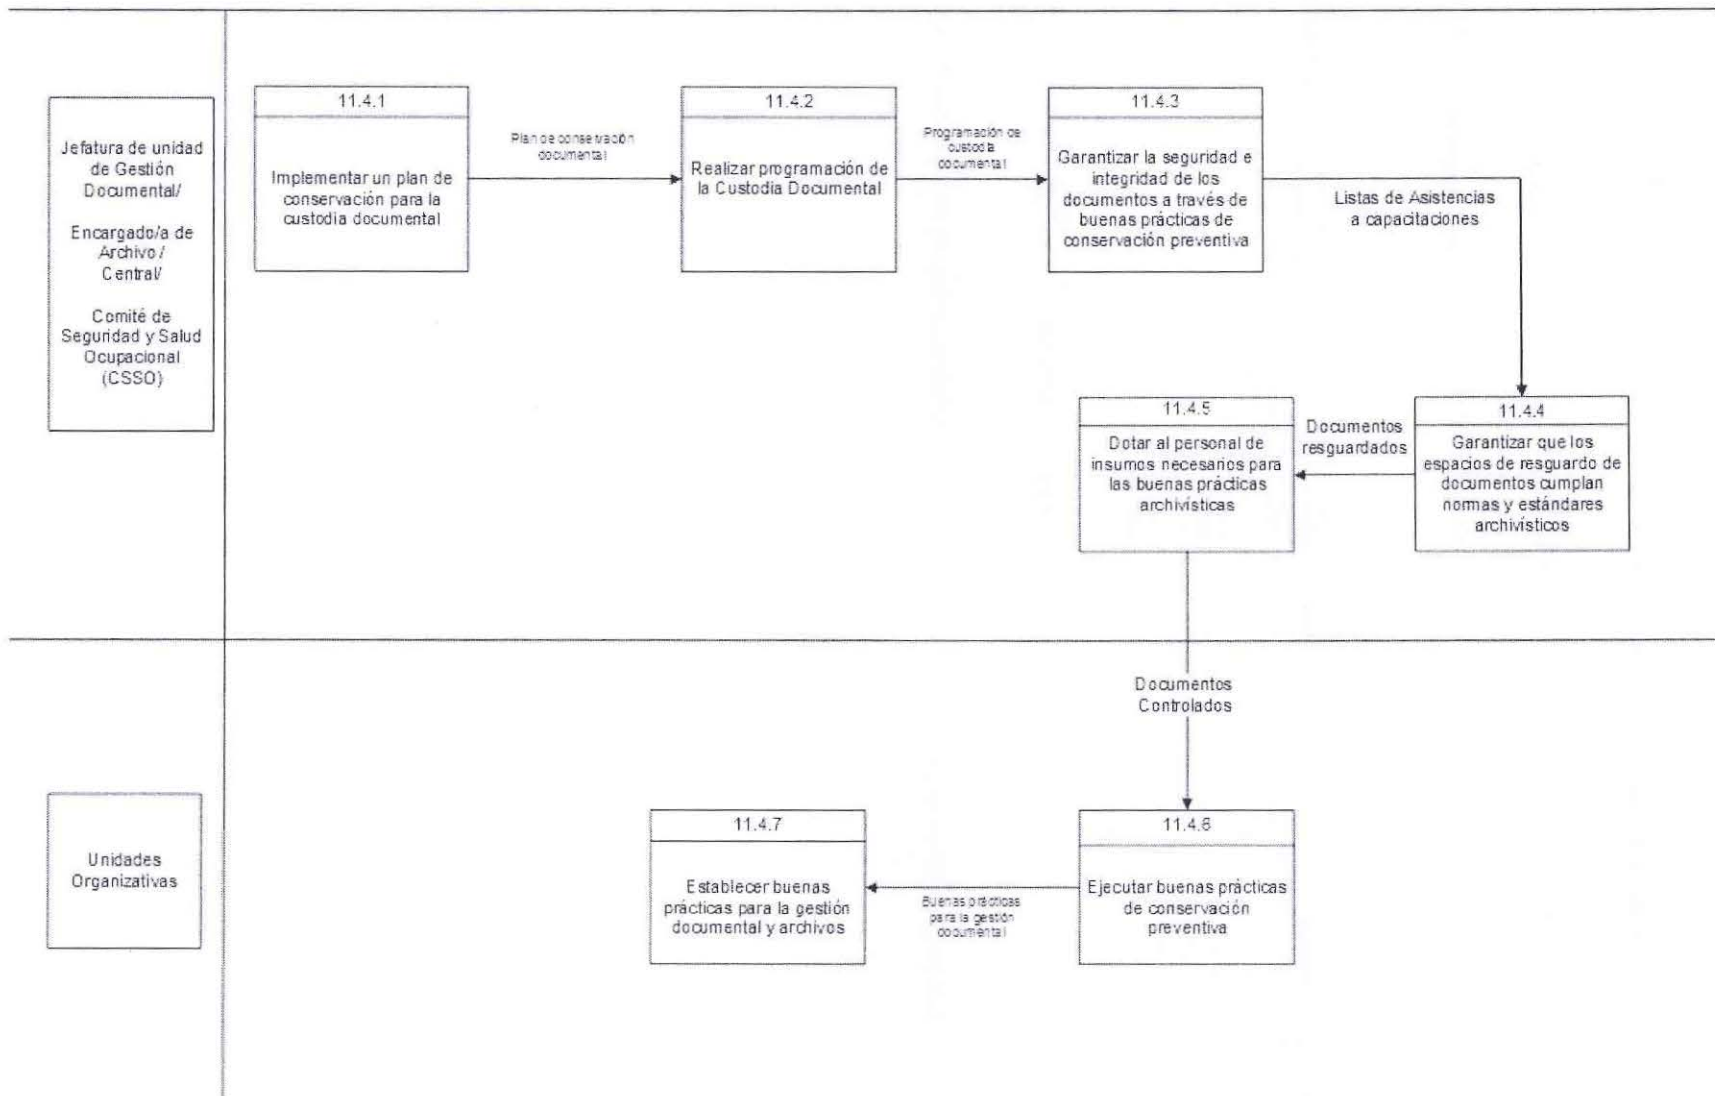 Jefatura de unidad
de Gestión
Documental/
Encargado/a de
Archivo /
Central/
Comité de
Seguridad y Salud
Ocupacional
(CSSO)
11.4.1
Implementar un plan de
conservación para la
custodia documental
Plan de conservación
documental
11.4.2
Realizar programación de
la Custodia Documental
Programación de
custodia
documental
11.4.3
Garantizar la seguridad e
integridad de los
documentos a través de
buenas prácticas de
conservación preventiva
Listas de Asistencias
a capacitaciones
11.4.4
Garantizar que los
espacios de resguardo de
documentos cumplan
normas y estándares
archivísticos
Documentos
resguardados
11.4.5
Dotar al personal de
insumos necesarios para
las buenas prácticas
archivísticas
Documentos
Controlados
Unidades
Organizativas
11.4.6
Ejecutar buenas prácticas
de conservación
preventiva
Buenas prácticas
para la gestión
documental
11.4.7
Establecer buenas
prácticas para la gestión
documental y archivos